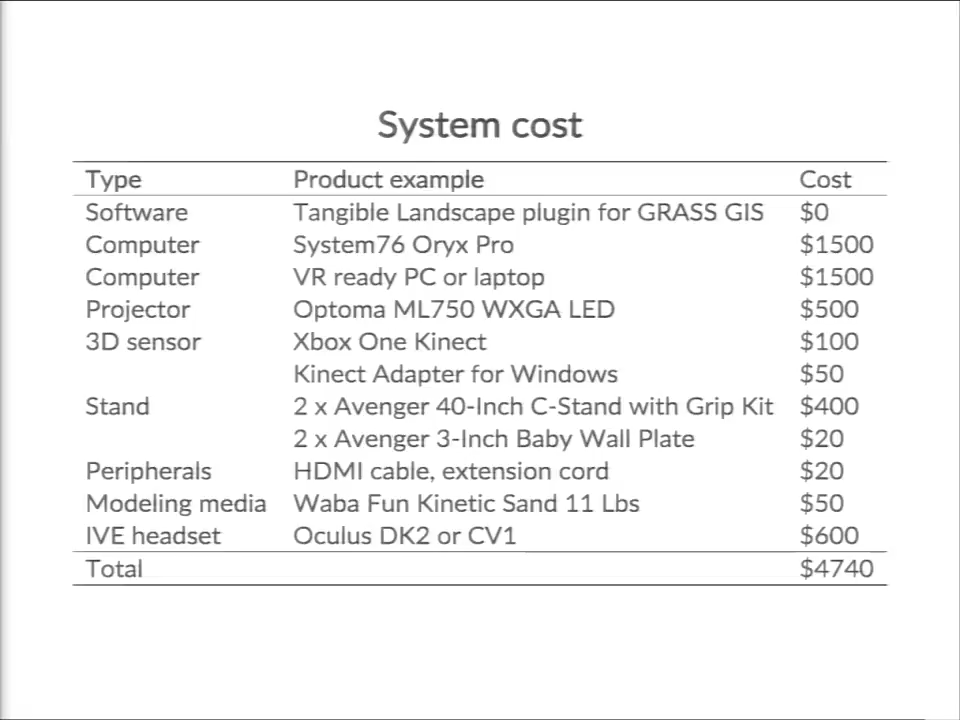 System cost
Type Product example Cost
Software Tangible Landscape plugin for GRASS GIS $0
Computer System76 Oryx Pro $1500
Computer VR ready PC or laptop $1500
Projector Optoma ML750 WXGA LED $500
3D sensor Xbox One Kinect $100
Kinect Adapter for Windows $50
Stand 2 x Avenger 40-Inch C-Stand with Grip Kit $400
2 x Avenger 3-Inch Baby Wall Plate $20
Peripherals HDMI cable, extension cord $20
Modeling media Waba Fun Kinetic Sand 11 Lbs $50
IVE headset Oculus DK2 or CV1 $600
Total $4740